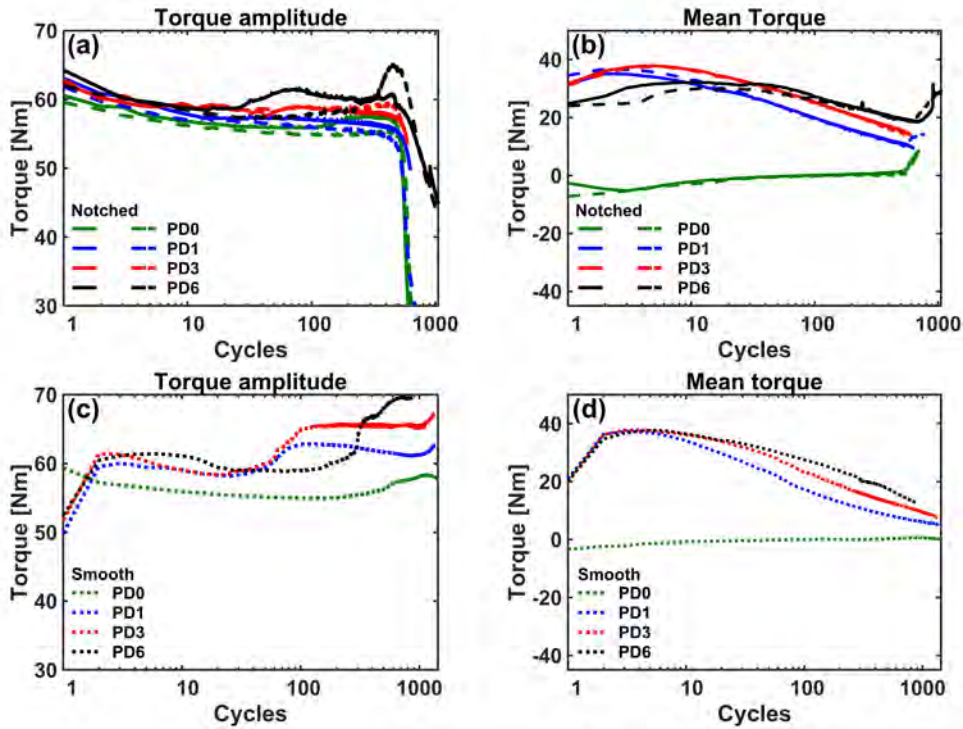 Torque amplitude
(a)
70
60
50
40
30
Torque [Nm]
Notched
PD0
PD1
PD3
PD6
1
10
100
1000
Cycles
Mean Torque
(b)
40
20
0
-20
-40
Torque [Nm]
Notched
PD0
PD1
PD3
PD6
1
10
100
1000
Cycles
Torque amplitude
(c)
70
60
50
40
30
Torque [Nm]
Smooth
PD0
PD1
PD3
PD6
1
10
100
1000
Cycles
Mean torque
(d)
40
20
0
-20
-40
Torque [Nm]
Smooth
PD0
PD1
PD3
PD6
1
10
100
1000
Cycles